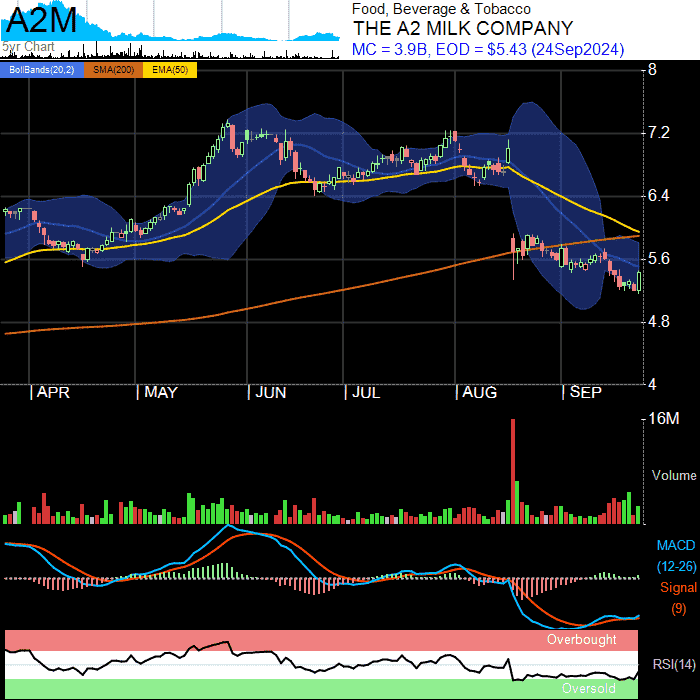 A2M
5yr Chart
Food, Beverage & Tobacco
THE A2 MILK COMPANY
MC = 3.9B, EOD = $5.43 (24Sep2024)
BollBands(20,2) SMA(200) EMA(50)
8
7.2
6.4
5.6
4.8
4
APR MAY JUN JUL AUG SEP
16M
Volume
MACD
(12-26)
Signal
(9)
Overbought
RSI(14)
Oversold